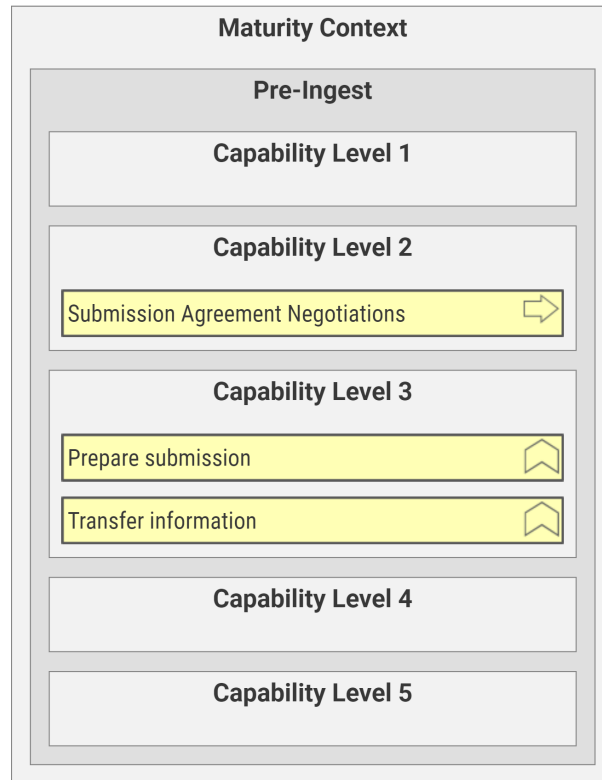 Maturity Context
Pre-Ingest
Capability Level 1
Capability Level 2
Submission Agreement Negotiations
Capability Level 3
Prepare submission
Transfer information
Capability Level 4
Capability Level 5